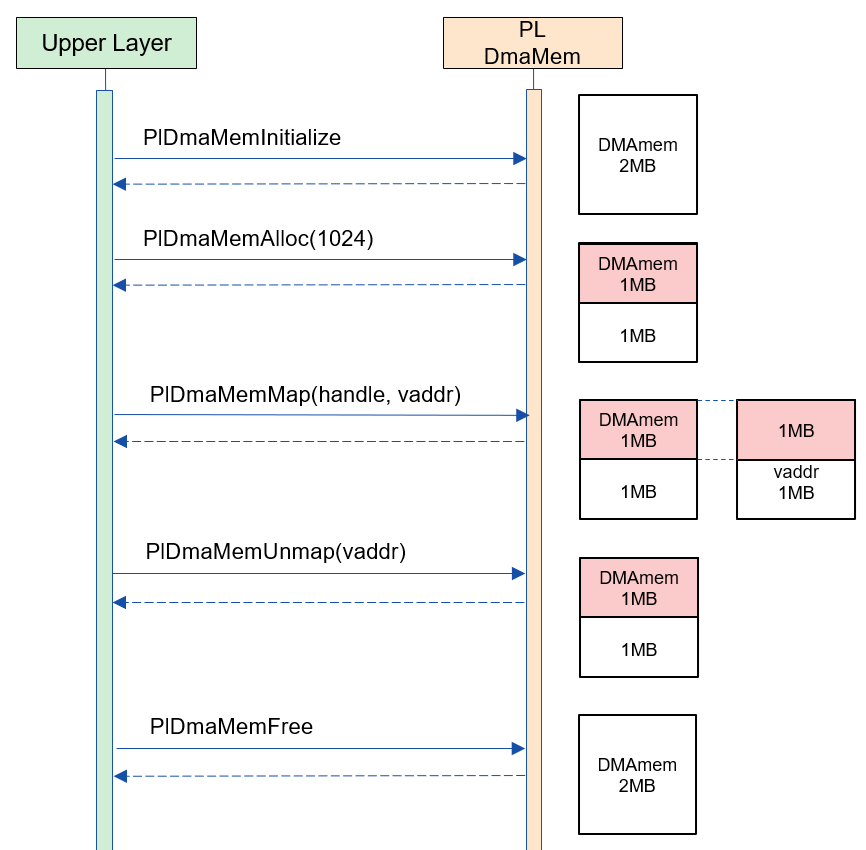 Upper Layer
PL
DmaMem
PlDmaMemInitialize
DMAmem
2MB
PlDmaMemAlloc(1024)
DMAmem
1MB
1MB
PlDmaMemMap(handle, vaddr)
DMAmem
1MB
1MB
1MB
vaddr
1MB
PlDmaMemUnmap(vaddr)
DMAmem
1MB
1MB
PlDmaMemFree
DMAmem
2MB